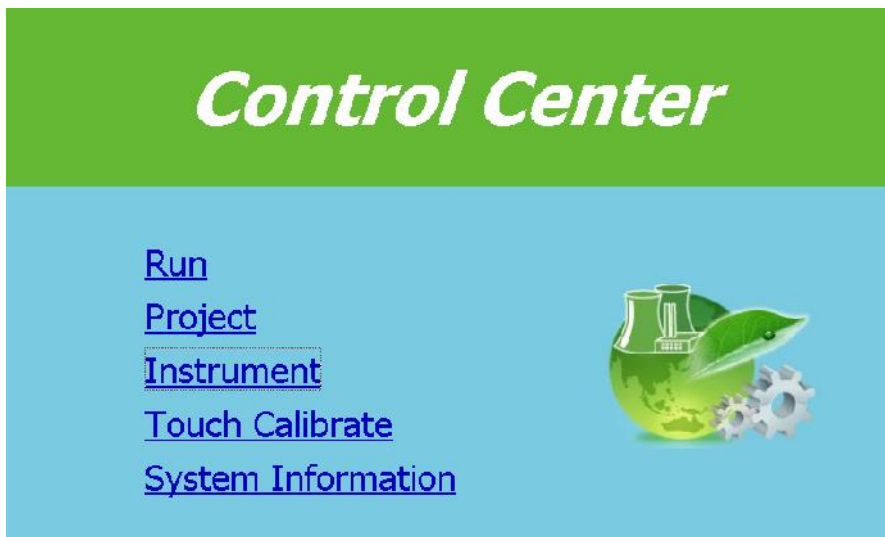 Control Center
Run
Project
Instrument
Touch Calibrate
System Information